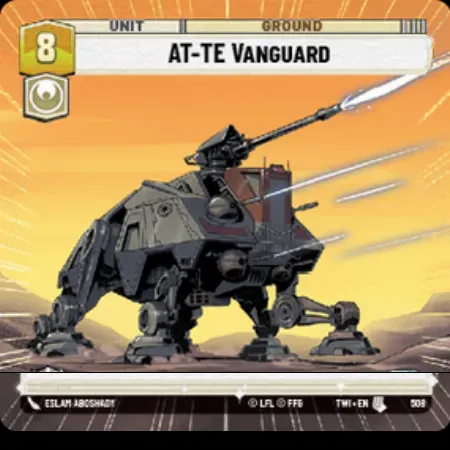 UNIT GROUND
8
AT-TE VANGUARD
ESLAM ABOSHADY Ⓒ LFL Ⓒ FFG TWI • EN 508